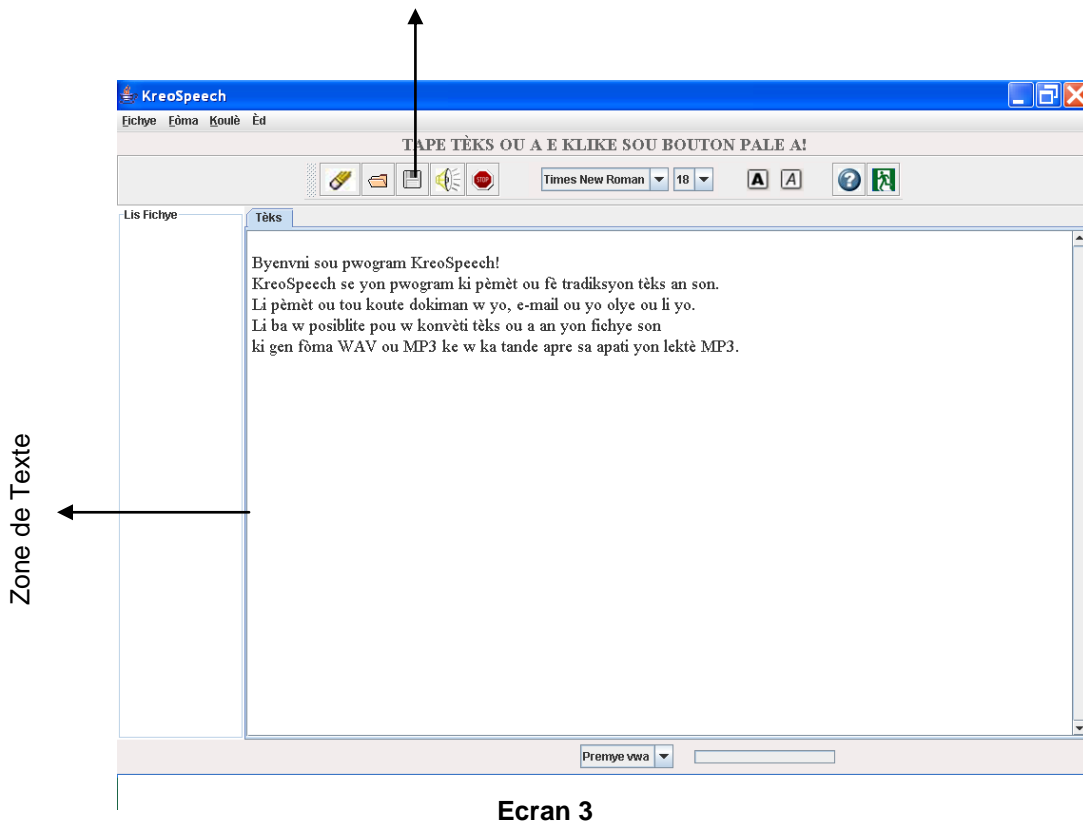 KreoSpeech
Fichye Fòma Koulè Èd
TAPE TÈKS OU A E KLIKE SOU BOUTON PALE A!
STOP Times New Roman 18 A A ?
Lis Fichye Tèks
Byenvni sou pwogram KreoSpeech!
KreoSpeech se yon pwogram ki pèmèt ou fè tradiksyon tèks an son.
Li pèmèt ou tou koute dokiman w yo, e-mail ou yo olye ou li yo.
Li ba w posiblite pou w konvèti tèks ou a an yon fichye son
ki gen fòma WAV ou MP3 ke w ka tande apre sa apati yon lektè MP3.
Zone de Texte
Premye vwa
Ecran 3